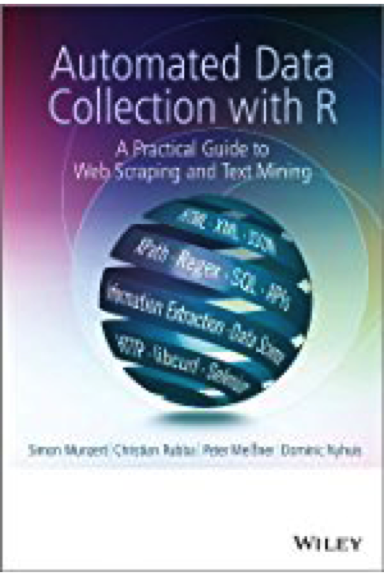 Automated Data
Collection with R
A Practical Guide to
Web Scraping and Text Mining
HTML · XML · JSON
XPath · Regex · SQL · APIs
Information Extraction · Data
HTTP · libcurl · Selenium
Simon Munzert | Christian Rubba | Peter Meißner | Dominic Nyhuis
WILEY